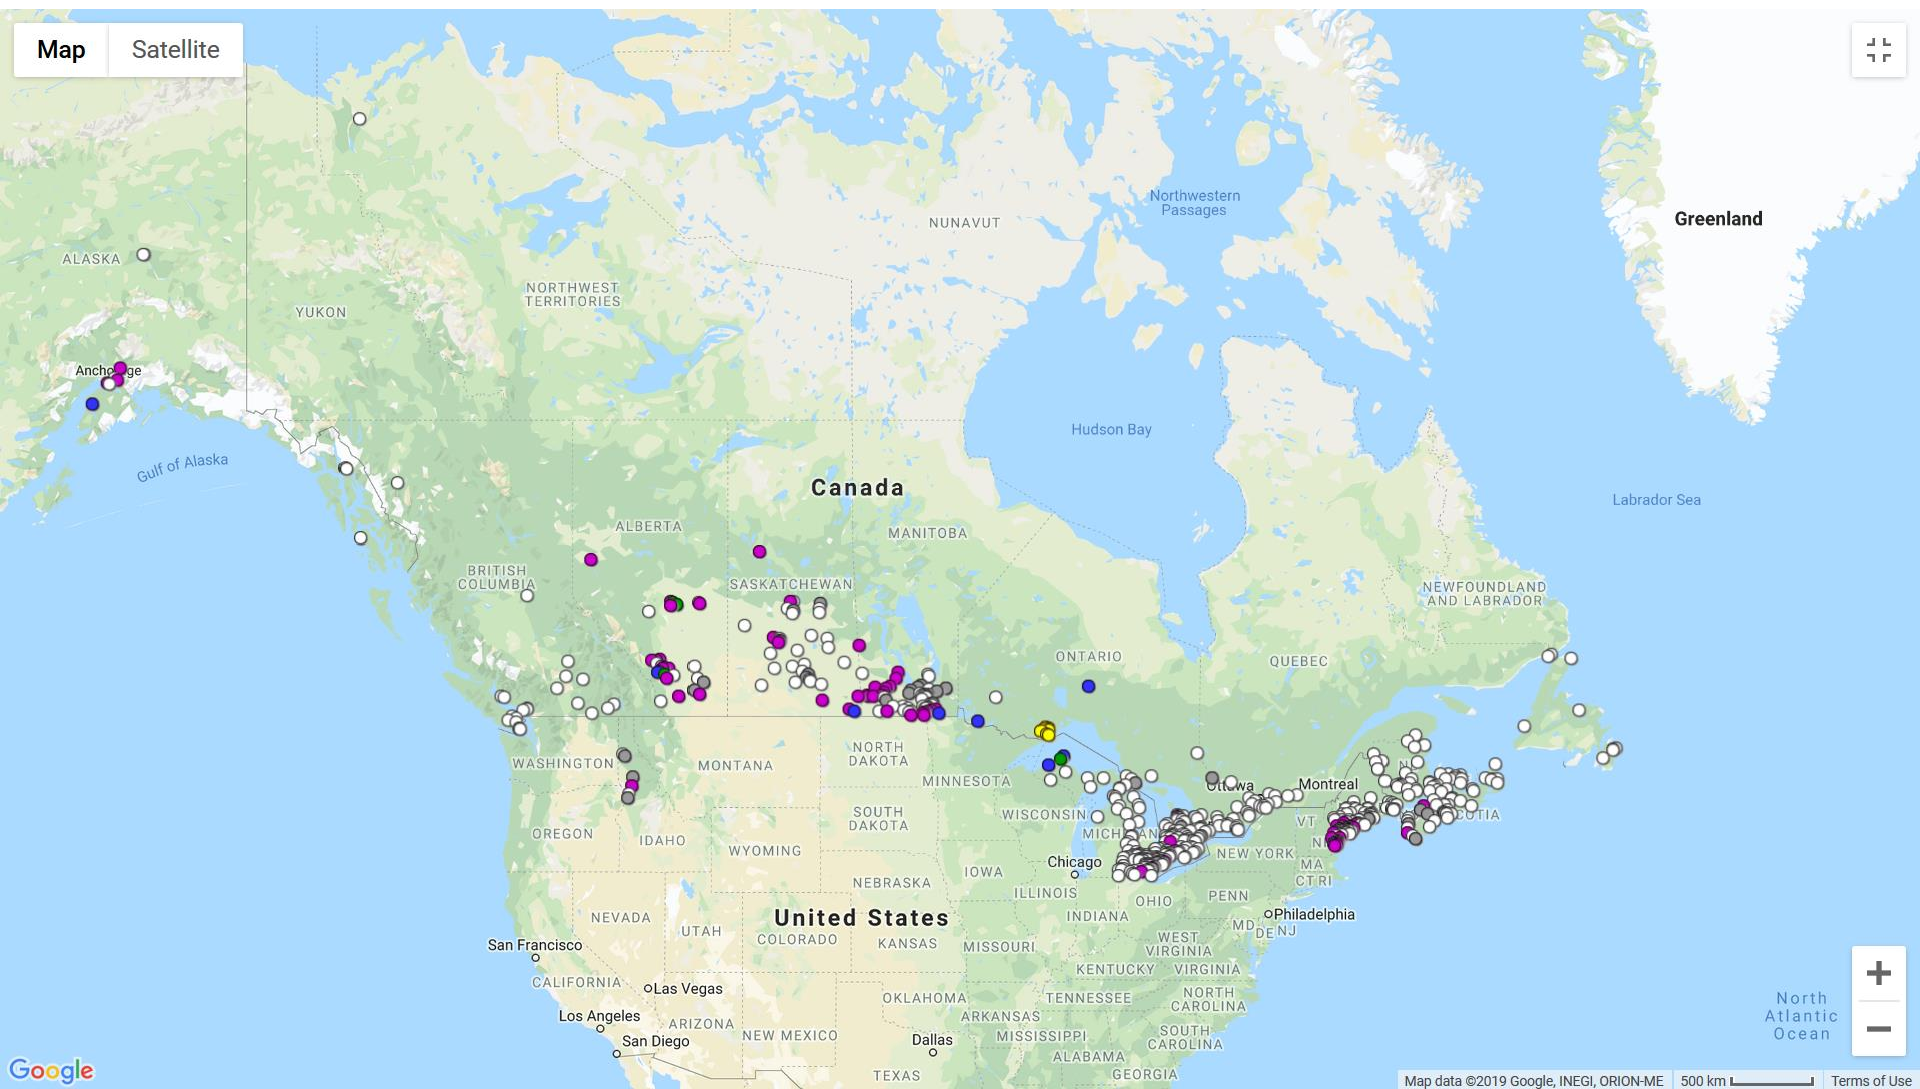 Map
Satellite
Northwestern
Passages
NUNAVUT
Greenland
ALASKA
NORTHWEST
TERRITORIES
YUKON
Hudson Bay
Gulf of Alaska
Canada
Labrador Sea
ALBERTA
MANITOBA
BRITISH
COLUMBIA
SASKATCHEWAN
NEWFOUNDLAND
AND LABRADOR
ONTARIO
QUEBEC
NORTH
DAKOTA
WASHINGTON
MONTANA
MINNESOTA
Ottawa
Montreal
SOUTH
DAKOTA
WISCONSIN
VT
OREGON
IDAHO
WYOMING
NEW YORK
Chicago
MA
CT RI
IOWA
NEBRASKA
ILLINOIS
OHIO
PENN
INDIANA
Philadelphia
NEVADA
United States
MD
DE
NJ
UTAH
COLORADO
KANSAS
MISSOURI
WEST
VIRGINIA
San Francisco
KENTUCKY
VIRGINIA
CALIFORNIA
Las Vegas
OKLAHOMA
TENNESSEE
NORTH
CAROLINA
Los Angeles
ARIZONA
NEW MEXICO
ARKANSAS
MISSISSIPPI
SOUTH
CAROLINA
San Diego
Dallas
ALABAMA
TEXAS
GEORGIA
North
Atlantic
Ocean
Google
Map data ©2019 Google, INEGI, ORION-ME
500 km
Terms of Use